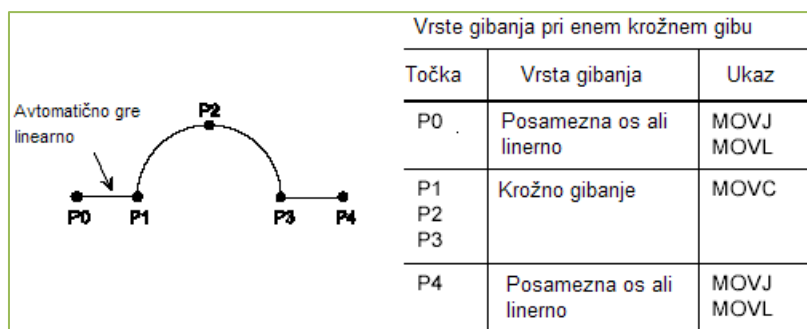 Avtomatično gre
linearno
P0
P1
P2
P3
P4
Vrste gibanja pri enem krožnem gibu
Točka Vrsta gibanja Ukaz
P0 Posamezna os ali MOVJ
linerno MOVL
P1 Krožno gibanje MOVC
P2
P3
P4 Posamezna os ali MOVJ
linerno MOVL